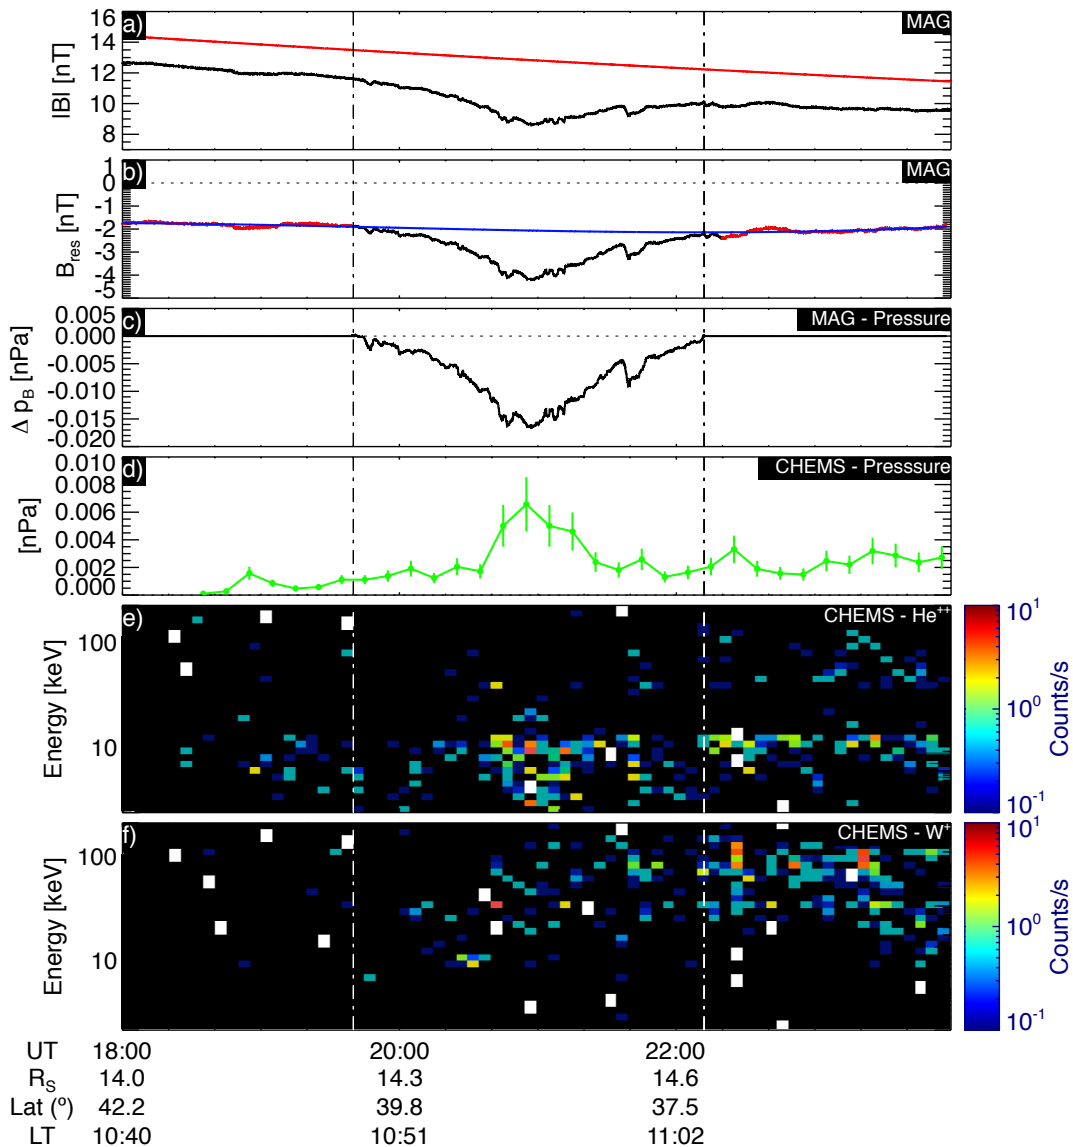 a)
MAG
|B| [nT]
16
14
12
10
8
b)
MAG
B_res [nT]
1
0
-1
-2
-3
-4
-5
c)
MAG - Pressure
Δ p_B [nPa]
0.005
0.000
-0.005
-0.010
-0.015
-0.020
d)
CHEMS - Presssure
[nPa]
0.010
0.008
0.006
0.004
0.002
0.000
e)
CHEMS - He⁺⁺
Energy [keV]
100
10
10¹
10⁰
10⁻¹
Counts/s
f)
CHEMS - W⁺
Energy [keV]
100
10
10¹
10⁰
10⁻¹
Counts/s
UT 18:00 20:00 22:00
R_S 14.0 14.3 14.6
Lat (º) 42.2 39.8 37.5
LT 10:40 10:51 11:02